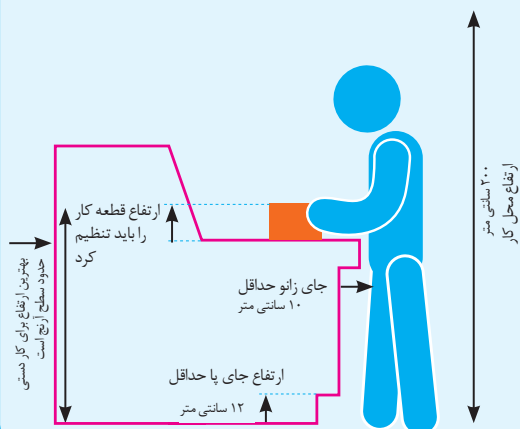 ارتفاع محل کار
۲۰۰ سانتی متر
ارتفاع قطعه کار
را باید تنظیم
کرد
بهترین ارتفاع برای کار دستی
حدود سطح آرنج است
جای زانو حداقل
۱۰ سانتی متر
ارتفاع جای پا حداقل
۱۲ سانتی متر